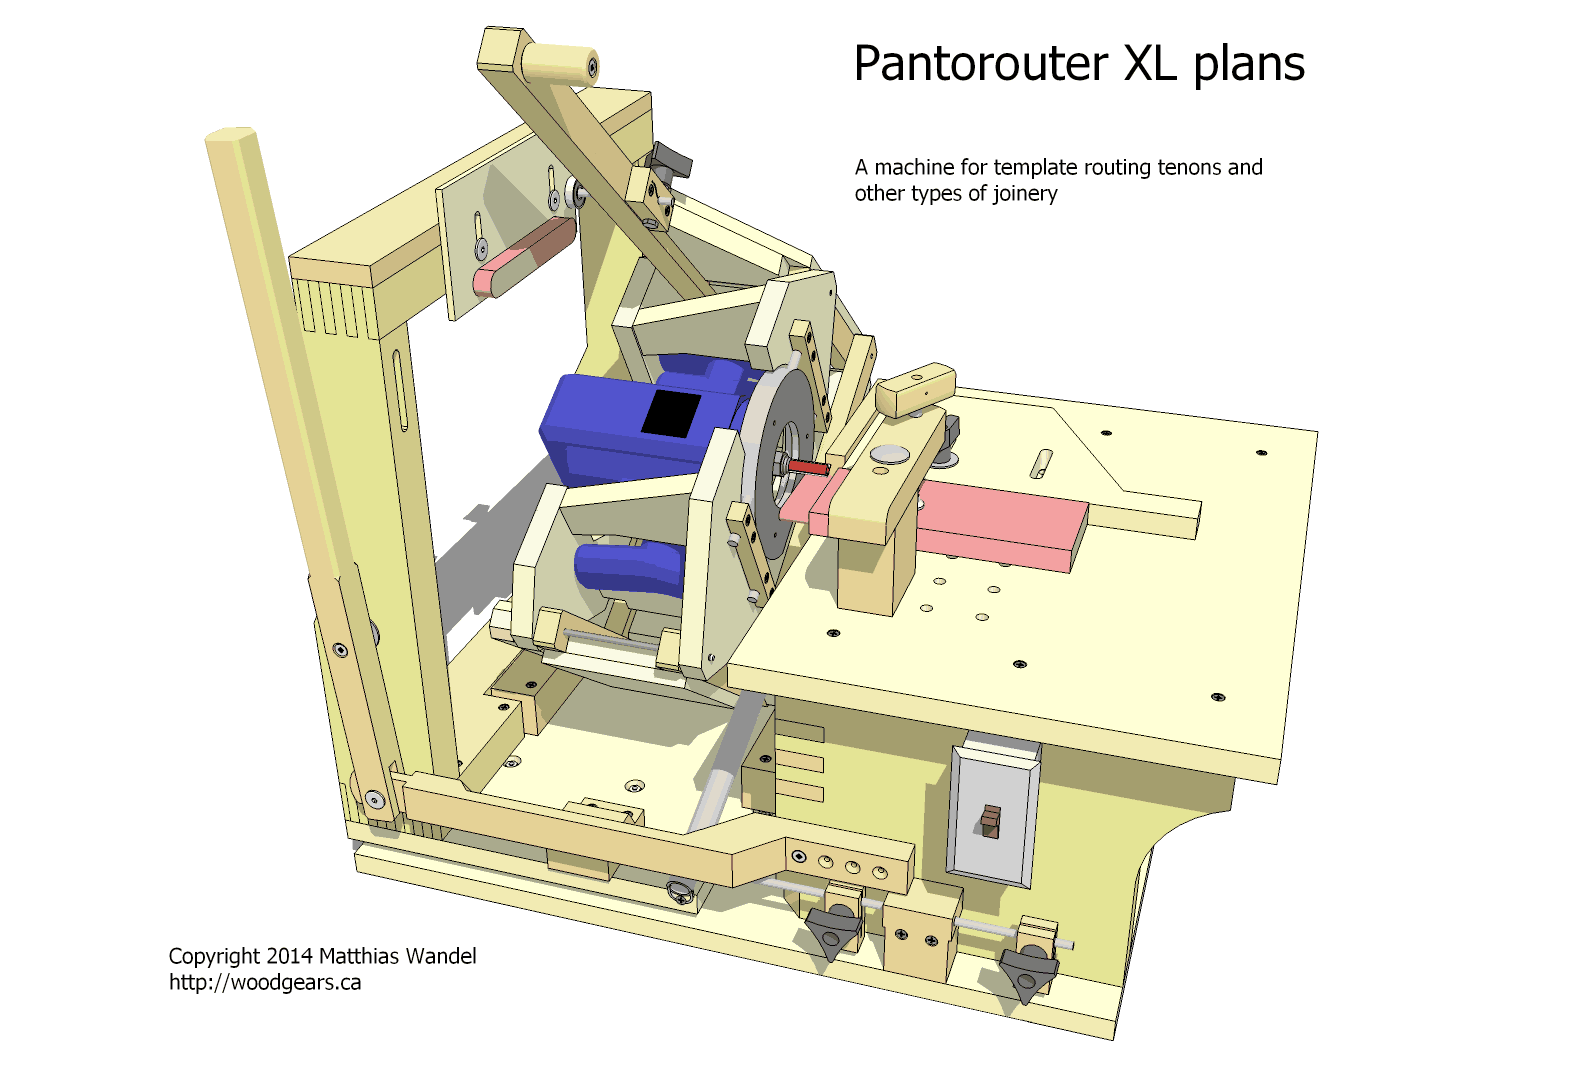 Pantorouter XL plans
A machine for template routing tenons and
other types of joinery
Copyright 2014 Matthias Wandel
http://woodgears.ca